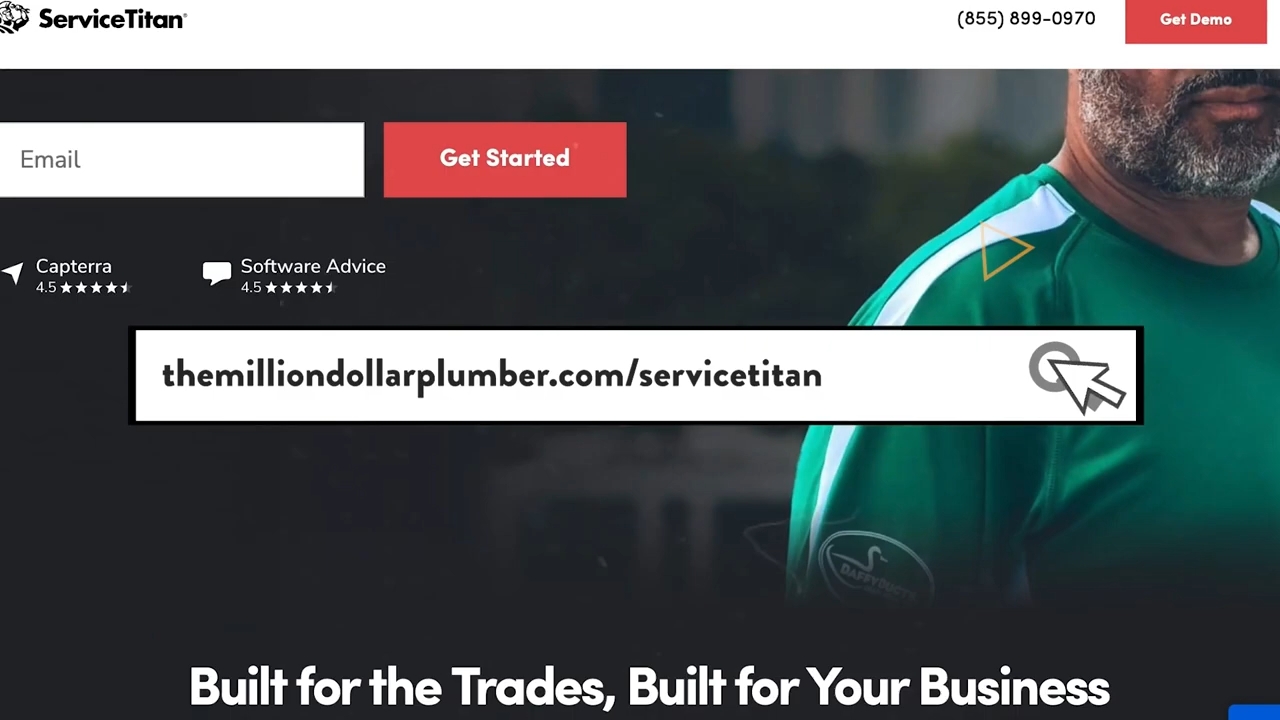 ServiceTitan
(855) 899-0970
Get Demo
Email
Get Started
Capterra
4.5
Software Advice
4.5
themilliondollarplumber.com/servicetitan
DAFFYDUCTS
Built for the Trades, Built for Your Business